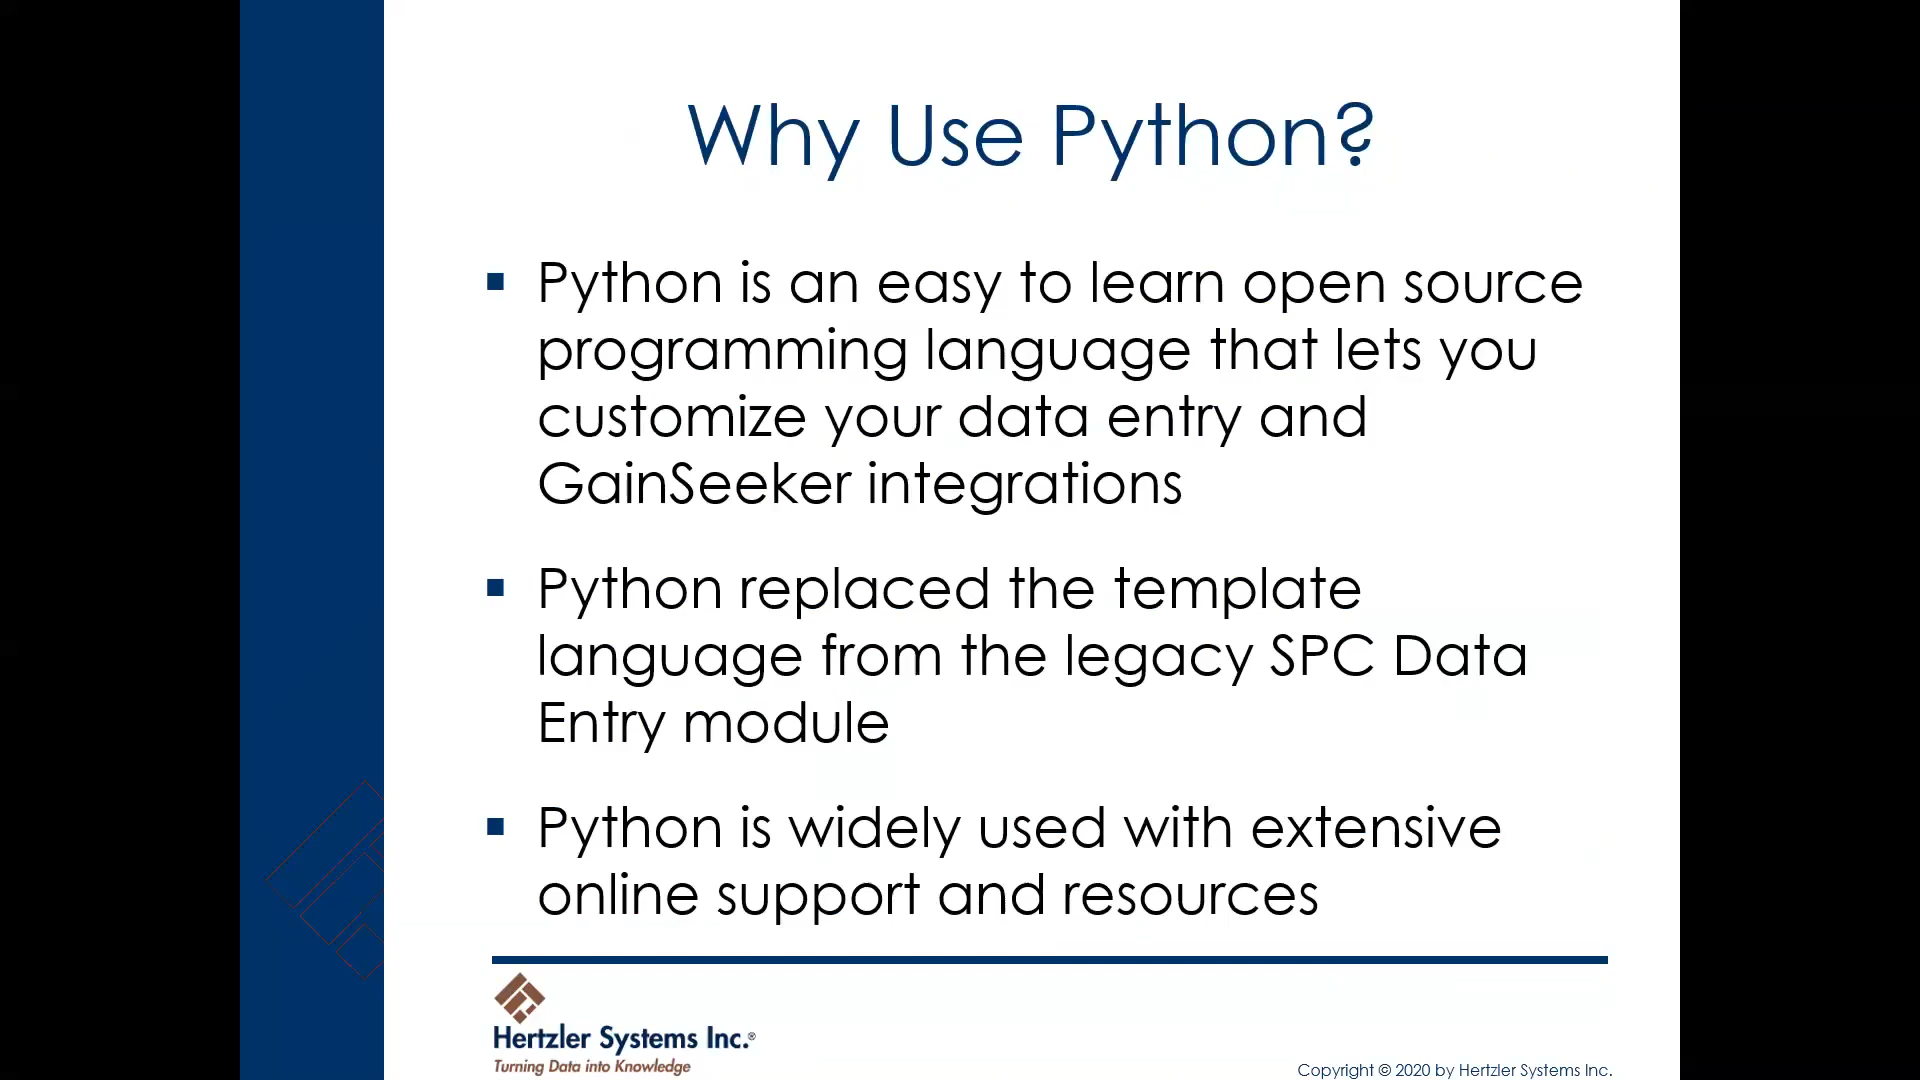 Why Use Python?
▪ Python is an easy to learn open source
programming language that lets you
customize your data entry and
GainSeeker integrations
▪ Python replaced the template
language from the legacy SPC Data
Entry module
▪ Python is widely used with extensive
online support and resources
Hertzler Systems Inc.®
Turning Data into Knowledge
Copyright © 2020 by Hertzler Systems Inc.